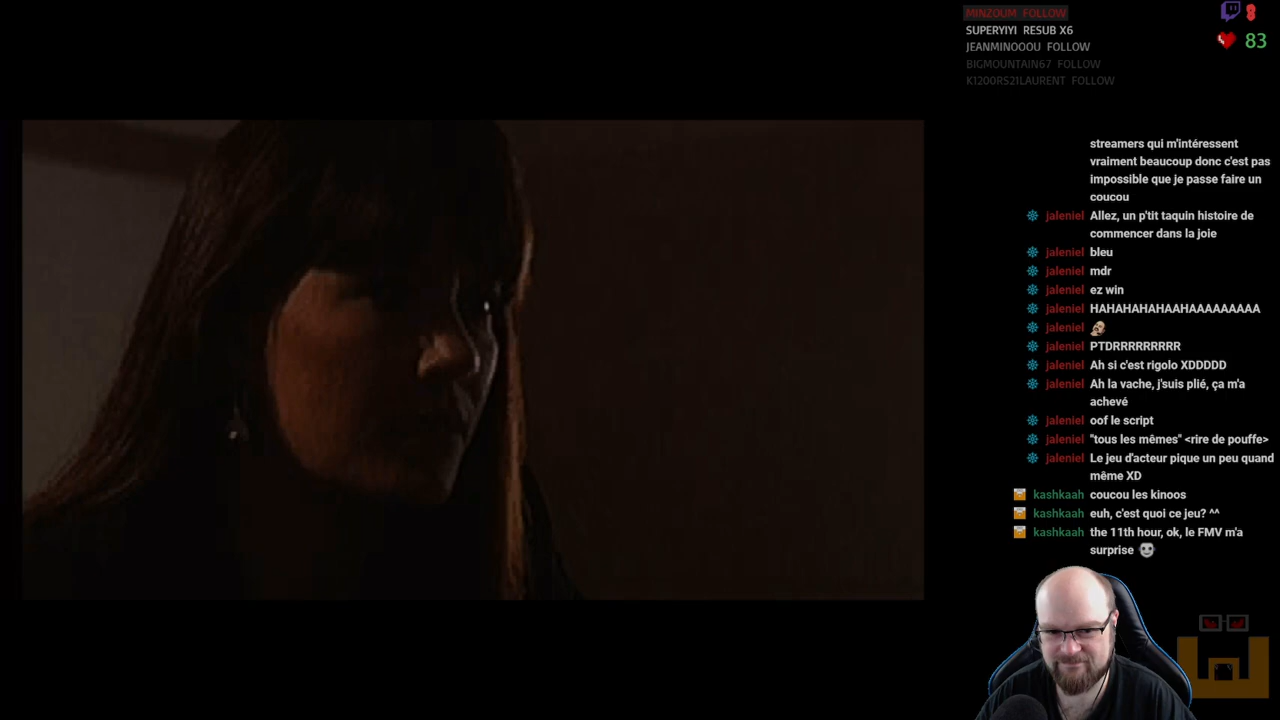 MINZOUM FOLLOW
SUPERYIYI RESUB X6
JEANMINOOOU FOLLOW
BIGMOUNTAIN67 FOLLOW
K1200RS21LAURENT FOLLOW
8
83
streamers qui m'intéressent
vraiment beaucoup donc c'est pas
impossible que je passe faire un
coucou
jaleniel Allez, un p'tit taquin histoire de
commencer dans la joie
jaleniel bleu
jaleniel mdr
jaleniel ez win
jaleniel HAHAHAHAHAAHAAAAAAAAA
jaleniel
jaleniel PTDRRRRRRRRR
jaleniel Ah si c'est rigolo XDDDDD
jaleniel Ah la vache, j'suis plié, ça m'a
achevé
jaleniel oof le script
jaleniel "tous les mêmes" <rire de pouffe>
jaleniel Le jeu d'acteur pique un peu quand
même XD
kashkaah coucou les kinoos
kashkaah euh, c'est quoi ce jeu? ^^
kashkaah the 11th hour, ok, le FMV m'a
surprise